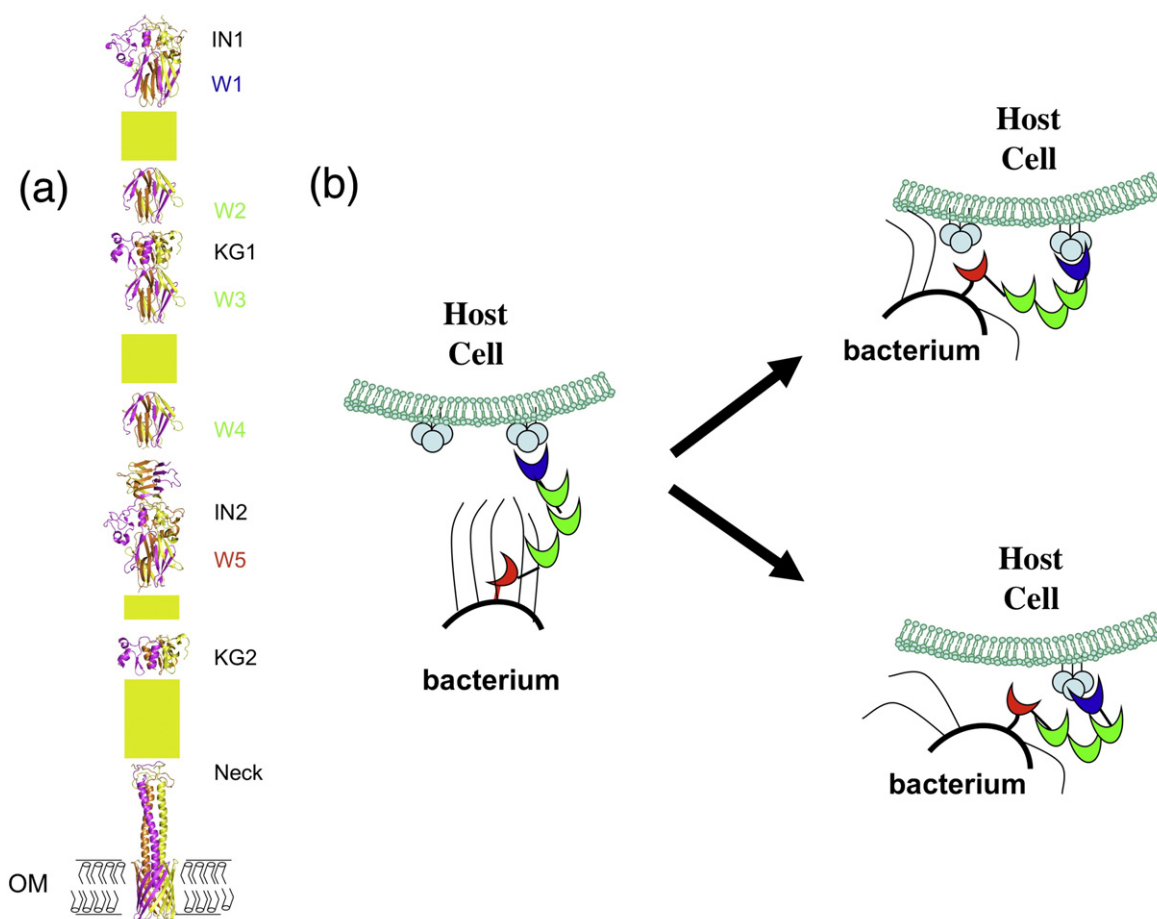 (a)
IN1
W1
W2
KG1
W3
W4
IN2
W5
KG2
Neck
OM
(b)
Host
Cell
bacterium
Host
Cell
bacterium
Host
Cell
bacterium